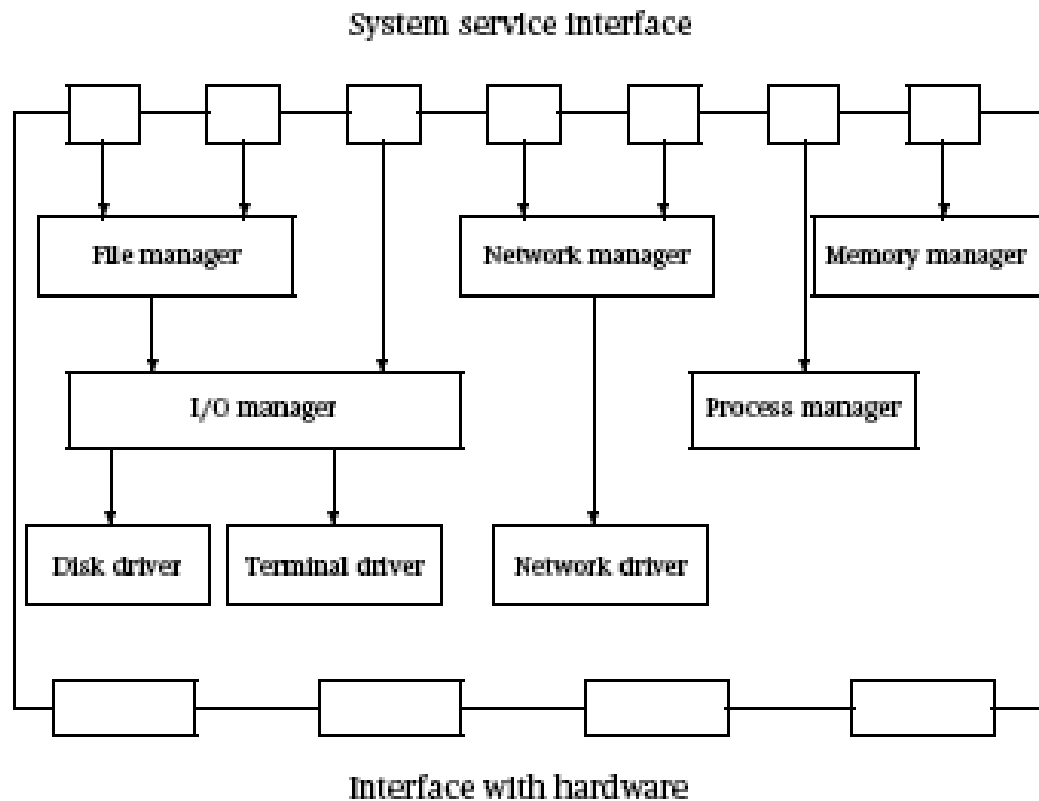 System service interface
File manager
Network manager
Memory manager
I/O manager
Process manager
Disk driver
Terminal driver
Network driver
Interface with hardware